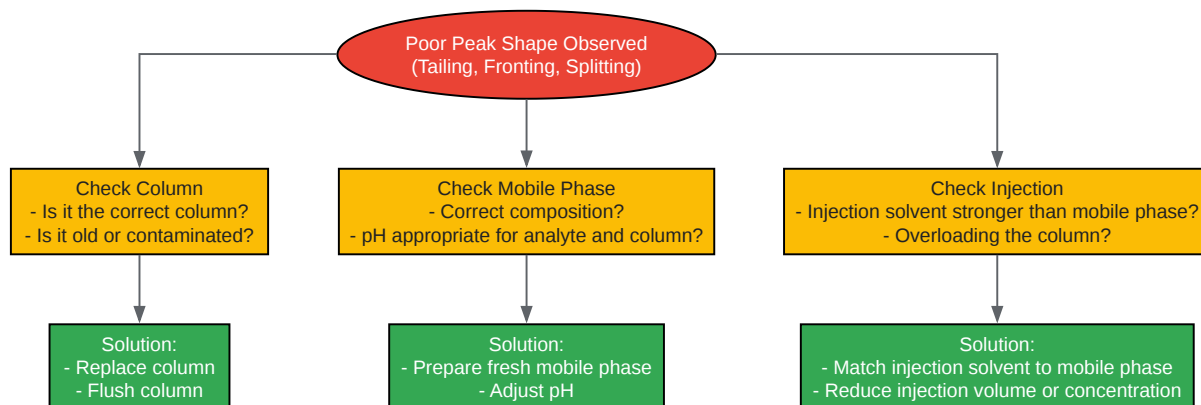 Poor Peak Shape Observed
(Tailing, Fronting, Splitting)
Check Column
- Is it the correct column?
- Is it old or contaminated?
Check Mobile Phase
- Correct composition?
- pH appropriate for analyte and column?
Check Injection
- Injection solvent stronger than mobile phase?
- Overloading the column?
Solution:
- Replace column
- Flush column
Solution:
- Prepare fresh mobile phase
- Adjust pH
Solution:
- Match injection solvent to mobile phase
- Reduce injection volume or concentration